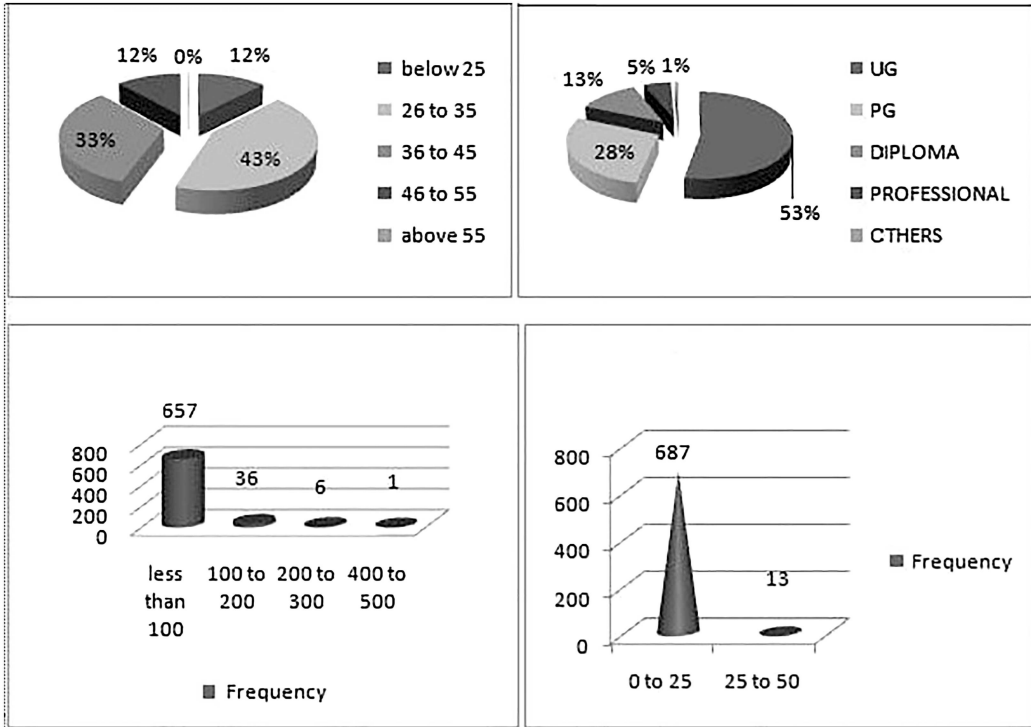 12% 0% 12%
33%
43%
below 25
26 to 35
36 to 45
46 to 55
above 55
5% 1%
13%
28%
53%
UG
PG
DIPLOMA
PROFESSIONAL
CTHERS
657
36 6 1
800
600
400
200
0
less than 100
100 to 200
200 to 300
400 to 500
Frequency
687
13
800
600
400
200
0
0 to 25 25 to 50
Frequency